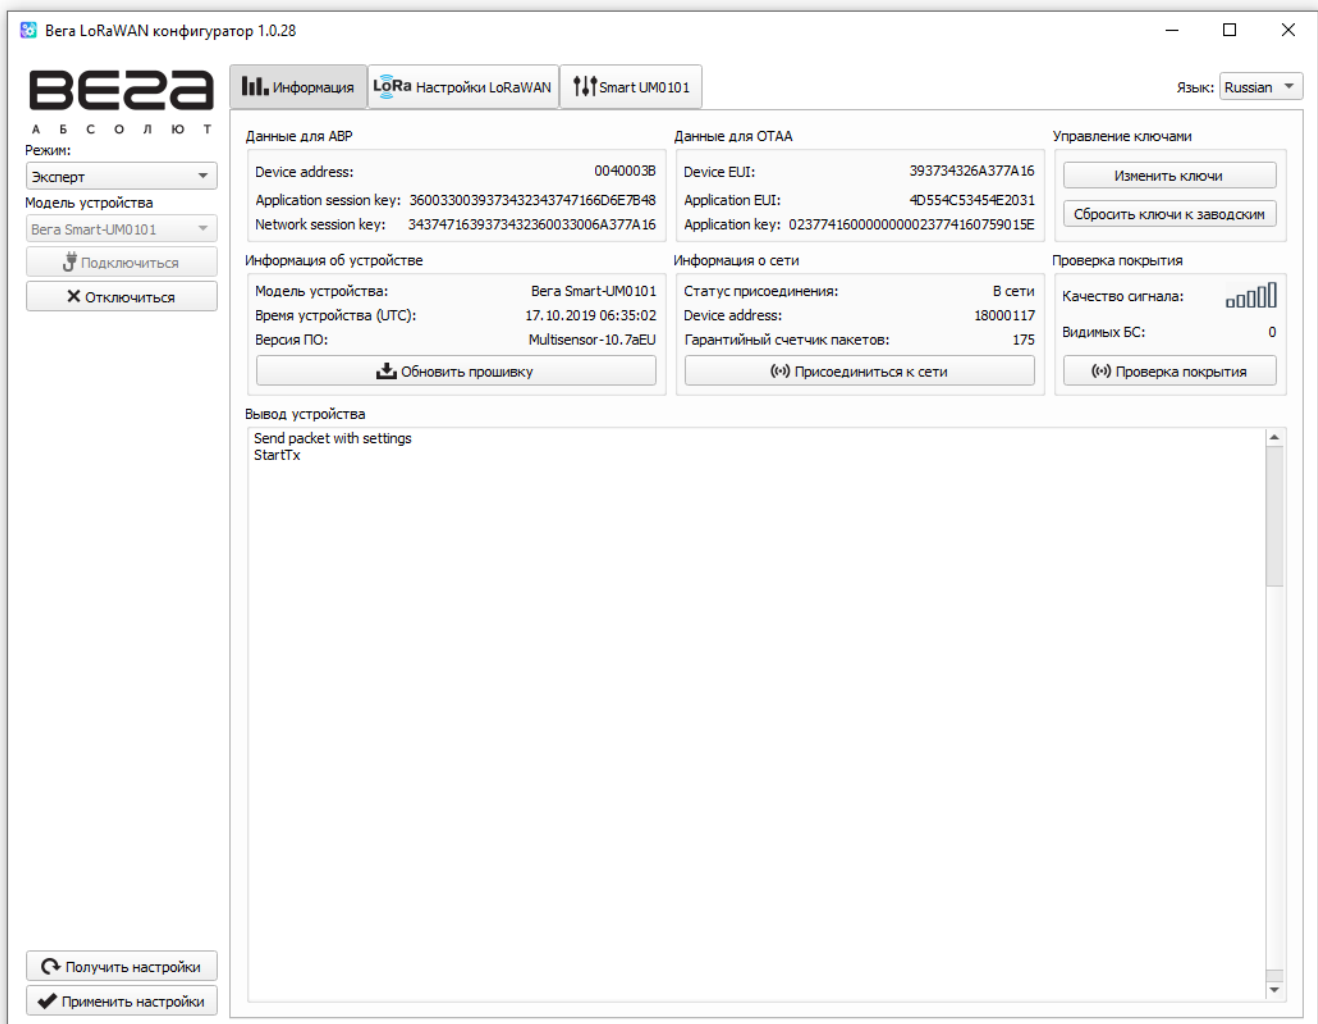 Вега LoRaWAN конфигуратор 1.0.28
ВЕГА
АБСОЛЮТ
Режим:
Эксперт
Модель устройства
Вега Smart-UM0101
Подключиться
Отключиться
Информация
LoRa Настройки LoRaWAN
Smart UM0101
Язык: Russian
Данные для ABP
Device address: 0040003B
Application session key: 3600330039373432343747166D6E7B48
Network session key: 3437471639373432360033006A377A16
Данные для OTAA
Device EUI: 393734326A377A16
Application EUI: 4D554C53454E2031
Application key: 02377416000000000023774160759015E
Управление ключами
Изменить ключи
Сбросить ключи к заводским
Информация об устройстве
Модель устройства: Вега Smart-UM0101
Время устройства (UTC): 17.10.2019 06:35:02
Версия ПО: Multisensor-10.7aEU
Обновить прошивку
Информация о сети
Статус присоединения: В сети
Device address: 18000117
Гарантийный счетчик пакетов: 175
Присоединиться к сети
Проверка покрытия
Качество сигнала:
Видимых БС: 0
Проверка покрытия
Вывод устройства
Send packet with settings
StartTx
Получить настройки
Применить настройки